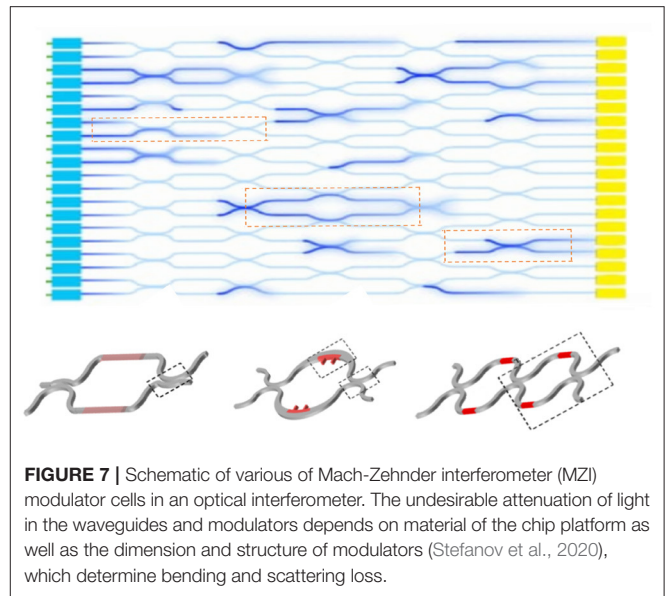 FIGURE 7 | Schematic of various of Mach-Zehnder interferometer (MZI)
modulator cells in an optical interferometer. The undesirable attenuation of light
in the waveguides and modulators depends on material of the chip platform as
well as the dimension and structure of modulators (Stefanov et al., 2020),
which determine bending and scattering loss.